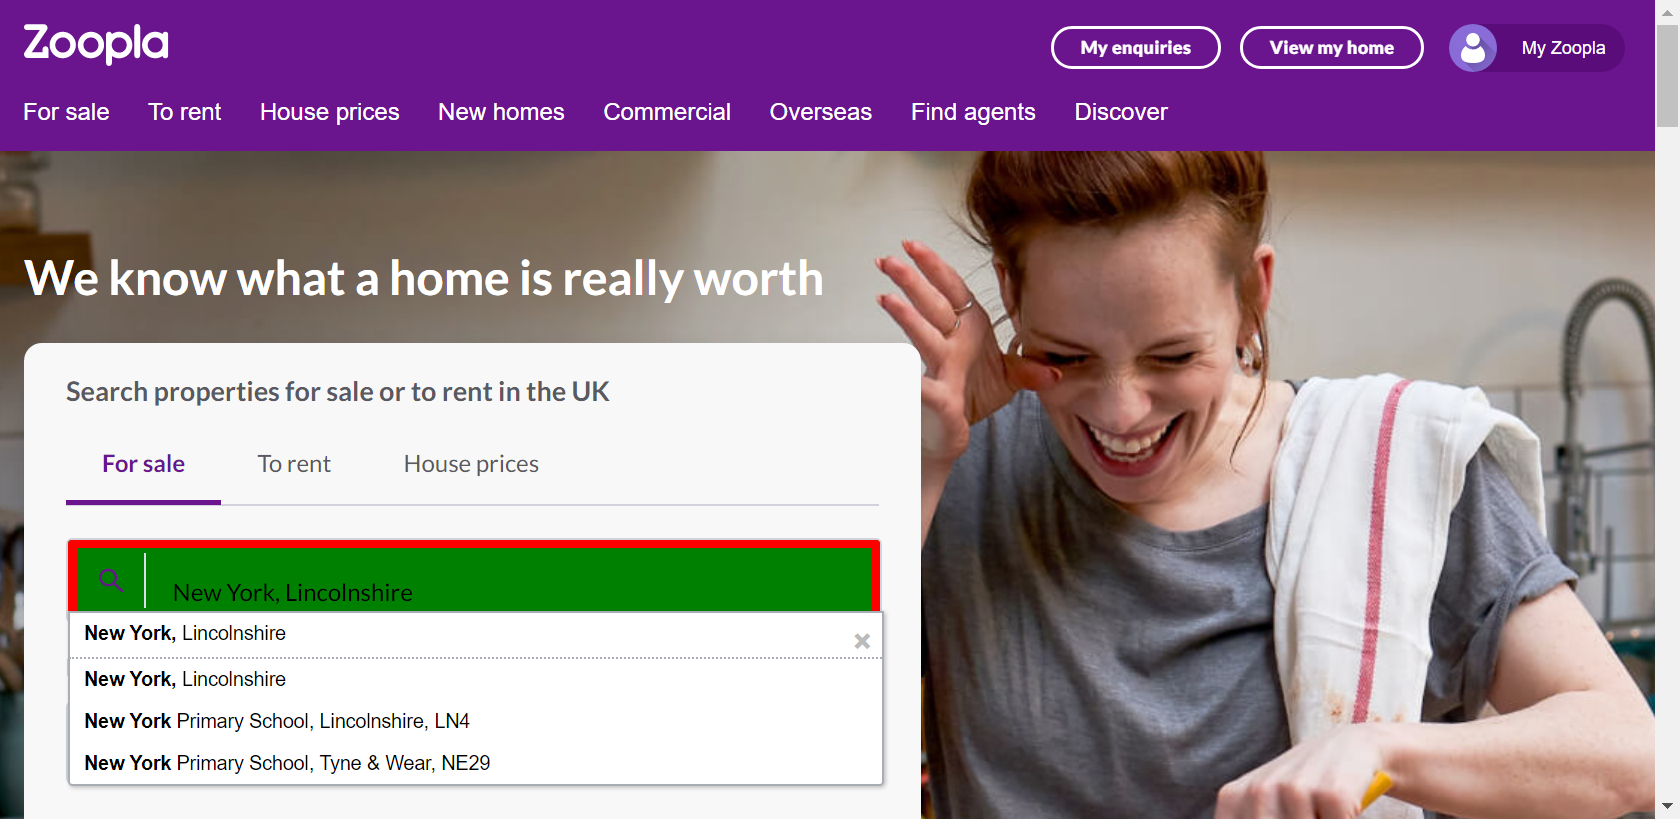 Zoopla
My enquiries
View my home
My Zoopla
For sale
To rent
House prices
New homes
Commercial
Overseas
Find agents
Discover
We know what a home is really worth
Search properties for sale or to rent in the UK
For sale
To rent
House prices
New York, Lincolnshire
New York, Lincolnshire
New York, Lincolnshire
New York Primary School, Lincolnshire, LN4
New York Primary School, Tyne & Wear, NE29